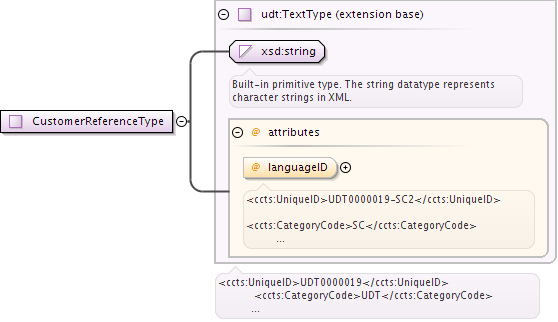 udt:TextType (extension base)
xsd:string
Built-in primitive type. The string datatype represents
character strings in XML.
CustomerReferenceType
@ attributes
@ languageID
<ccts:UniqueID>UDT0000019-SC2</ccts:UniqueID>
<ccts:CategoryCode>SC</ccts:CategoryCode>
...
<ccts:UniqueID>UDT0000019</ccts:UniqueID>
<ccts:CategoryCode>UDT</ccts:CategoryCode>
...